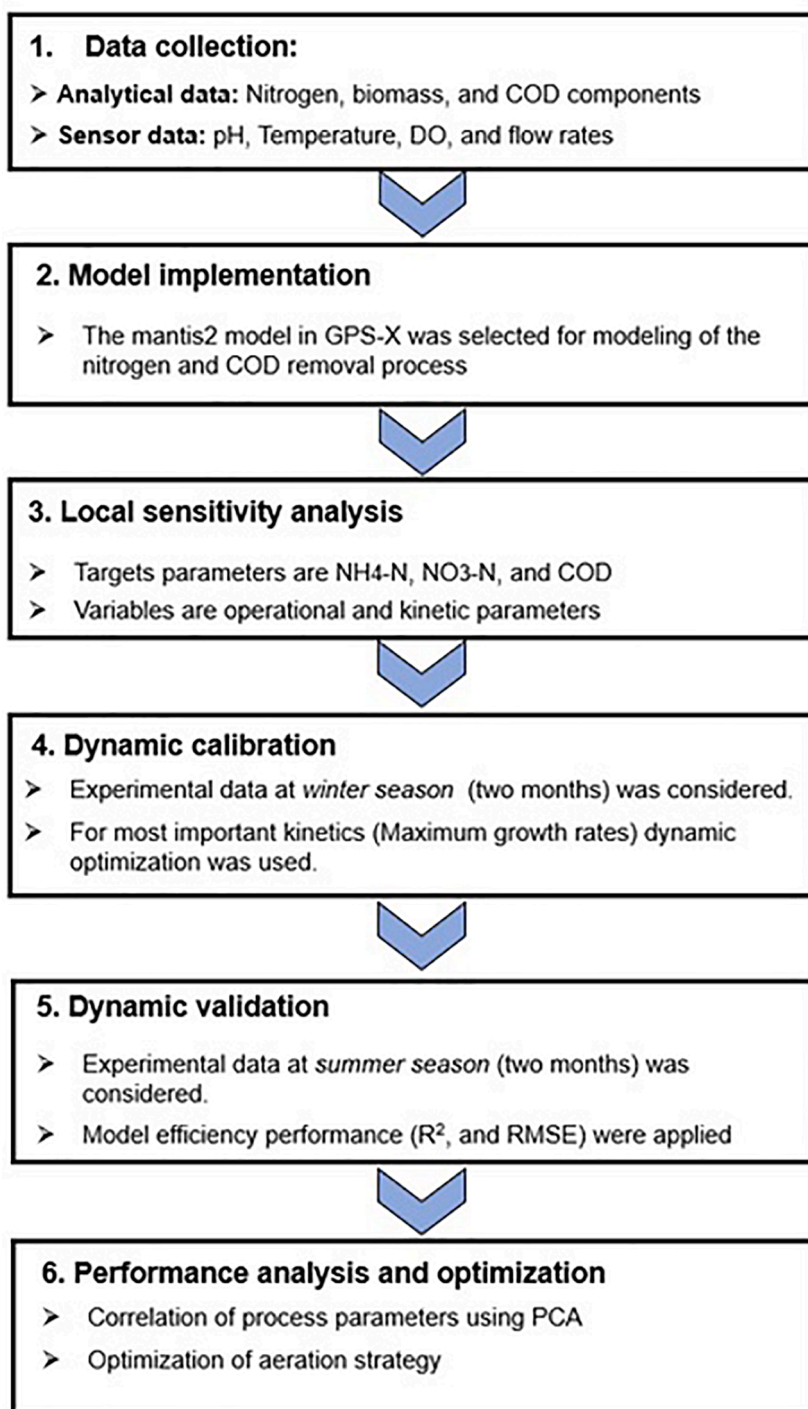 1. Data collection:
➤ Analytical data: Nitrogen, biomass, and COD components
➤ Sensor data: pH, Temperature, DO, and flow rates
2. Model implementation
➤ The mantis2 model in GPS-X was selected for modeling of the
nitrogen and COD removal process
3. Local sensitivity analysis
➤ Targets parameters are NH4-N, NO3-N, and COD
➤ Variables are operational and kinetic parameters
4. Dynamic calibration
➤ Experimental data at winter season (two months) was considered.
➤ For most important kinetics (Maximum growth rates) dynamic
optimization was used.
5. Dynamic validation
➤ Experimental data at summer season (two months) was
considered.
➤ Model efficiency performance (R², and RMSE) were applied
6. Performance analysis and optimization
➤ Correlation of process parameters using PCA
➤ Optimization of aeration strategy